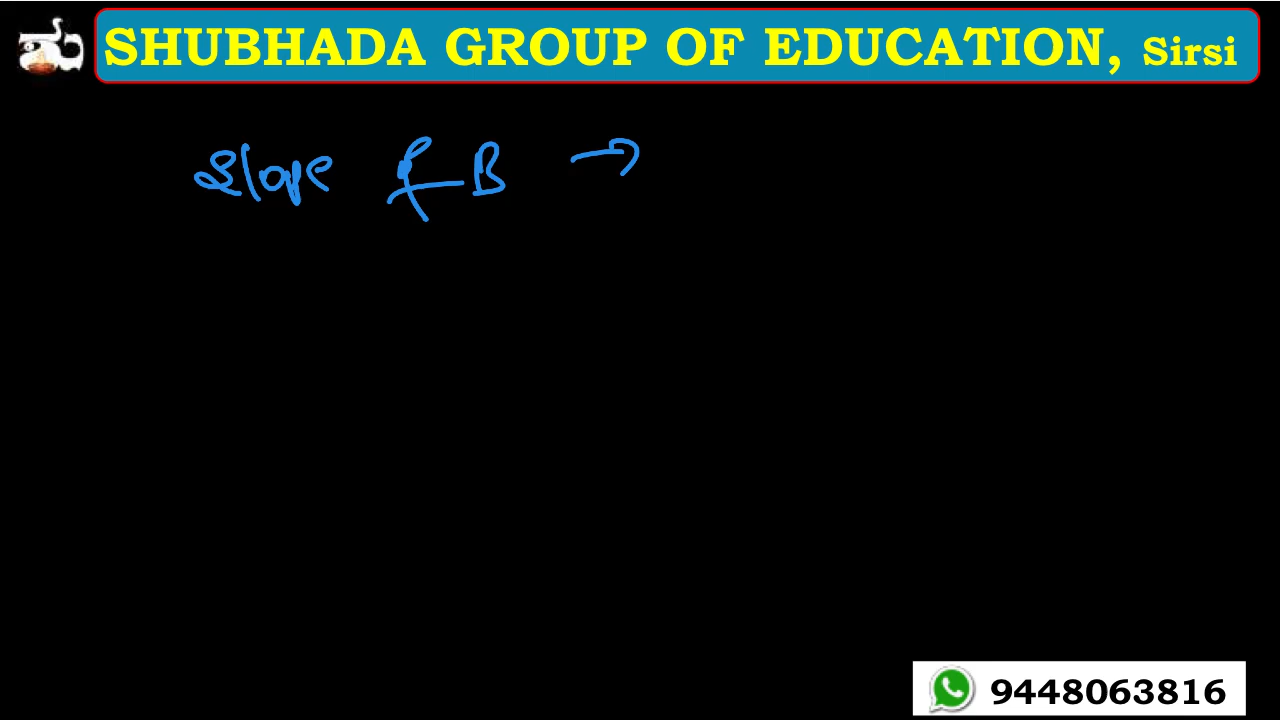 ಶು SHUBHADA GROUP OF EDUCATION, Sirsi
Slope of B →
9448063816